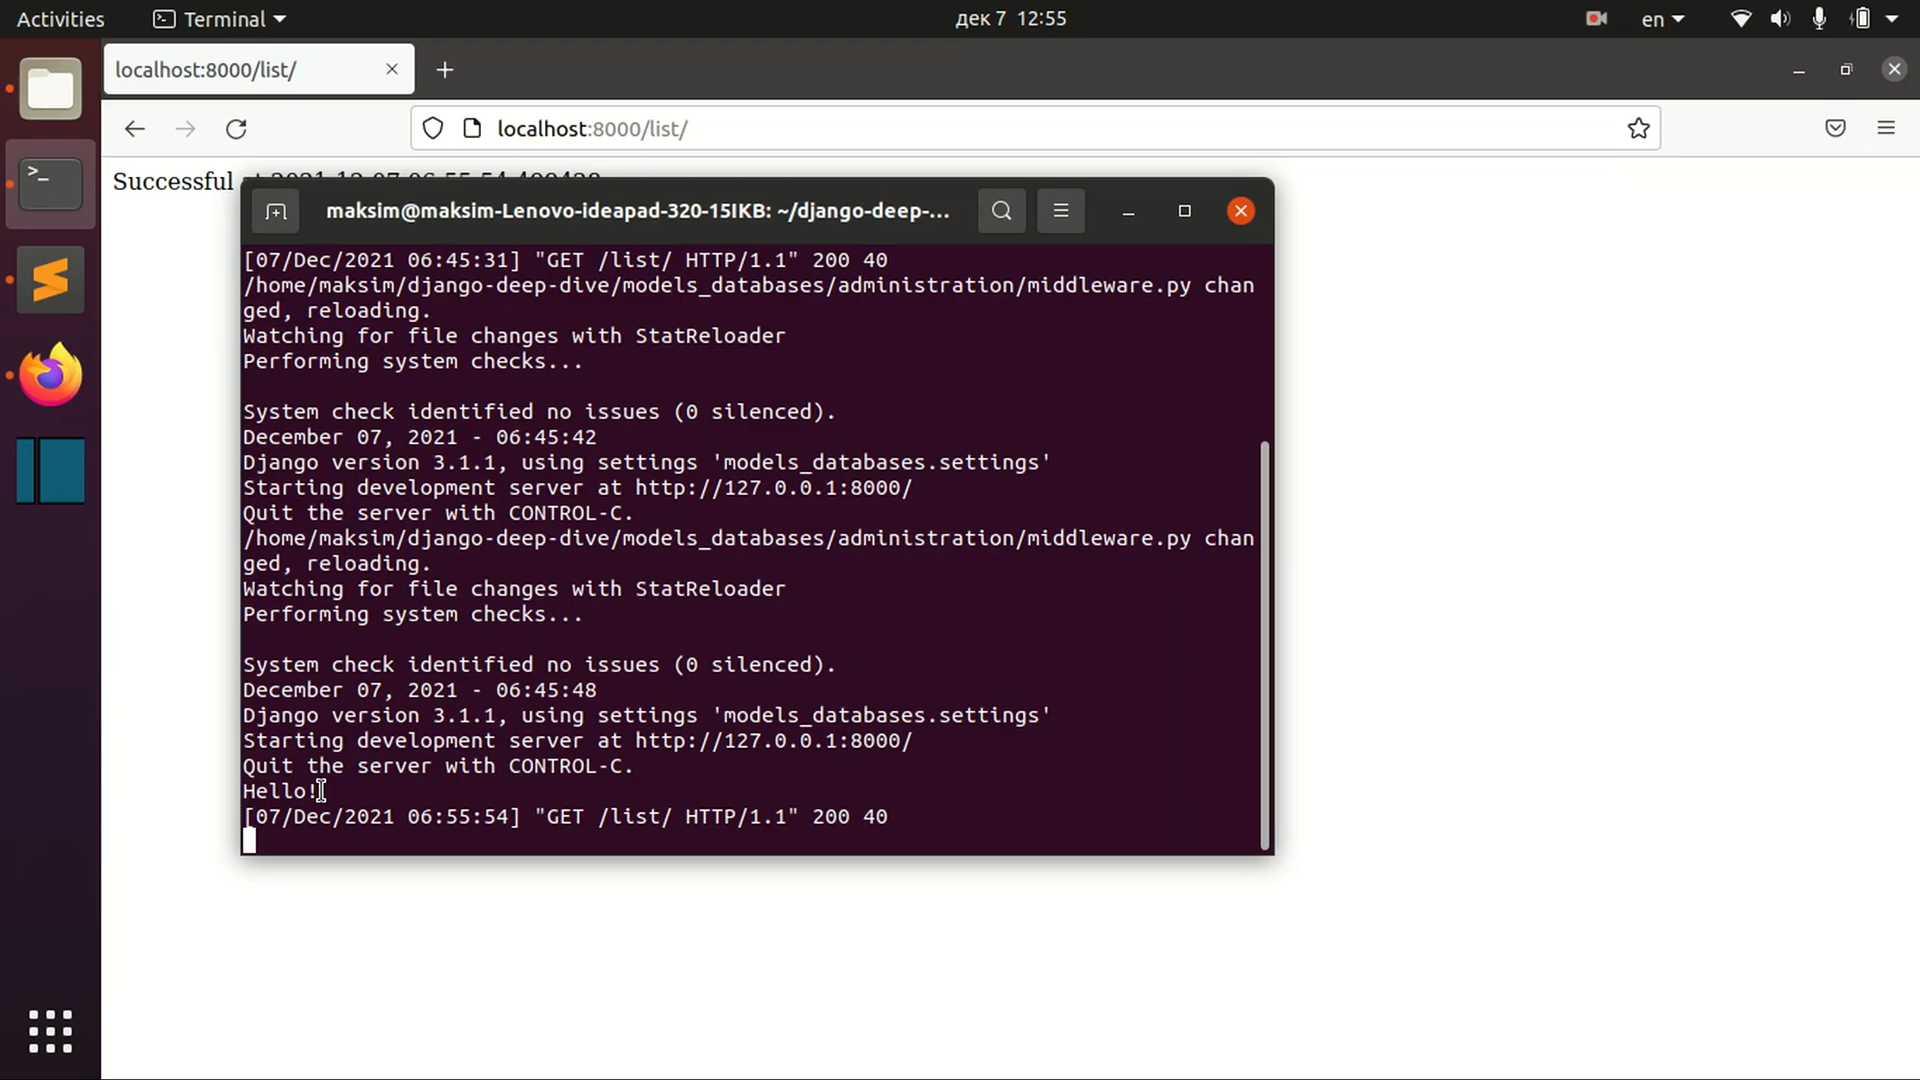 Activities Terminal дек 7 12:55 en
localhost:8000/list/
localhost:8000/list/
Successful at 2021-12-07 06:55:54.400428
maksim@maksim-Lenovo-ideapad-320-15IKB: ~/django-deep-...
[07/Dec/2021 06:45:31] "GET /list/ HTTP/1.1" 200 40
/home/maksim/django-deep-dive/models_databases/administration/middleware.py chan
ged, reloading.
Watching for file changes with StatReloader
Performing system checks...
System check identified no issues (0 silenced).
December 07, 2021 - 06:45:42
Django version 3.1.1, using settings 'models_databases.settings'
Starting development server at http://127.0.0.1:8000/
Quit the server with CONTROL-C.
/home/maksim/django-deep-dive/models_databases/administration/middleware.py chan
ged, reloading.
Watching for file changes with StatReloader
Performing system checks...
System check identified no issues (0 silenced).
December 07, 2021 - 06:45:48
Django version 3.1.1, using settings 'models_databases.settings'
Starting development server at http://127.0.0.1:8000/
Quit the server with CONTROL-C.
Hello!
[07/Dec/2021 06:55:54] "GET /list/ HTTP/1.1" 200 40